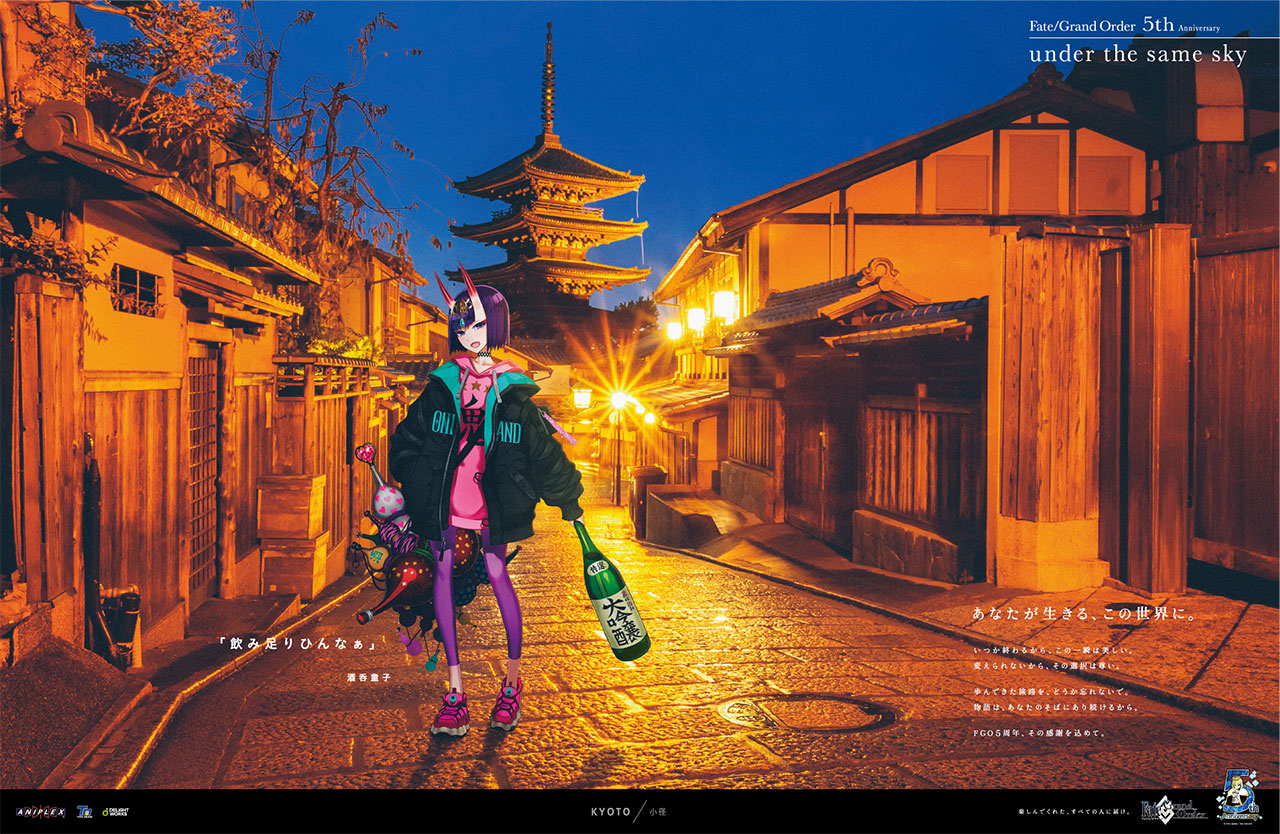 Fate/Grand Order 5th Anniversary
under the same sky
ONI LAND
特選
大吟醸
「飲み足りひんなぁ」
酒呑童子
あなたが生きる、この世界に。
いつか終わるから、この一瞬は美しい。
変えられないから、その選択は尊い。
歩んできた旅路を、どうか忘れないで。
物語は、あなたのそばにあり続けるから。
FGO5周年、その感謝を込めて。
ANIPLEX
DELIGHT
WORKS
KYOTO / 小径
楽しんでくれた、すべての人に届け。
Fate Grand Order
5th
Anniversary